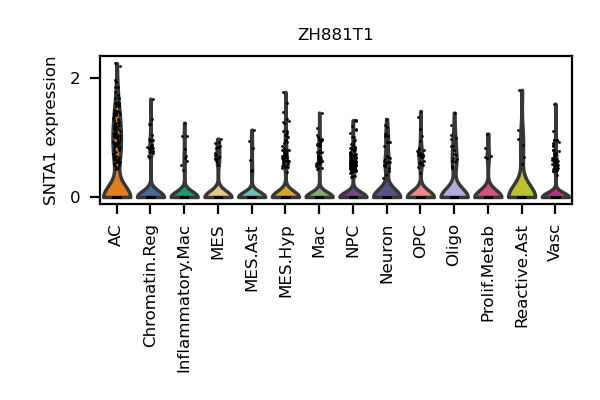 ZH881T1
SNTA1 expression
2
0
AC
Chromatin.Reg
Inflammatory.Mac
MES
MES.Ast
MES.Hyp
Mac
NPC
Neuron
OPC
Oligo
Prolif.Metab
Reactive.Ast
Vasc